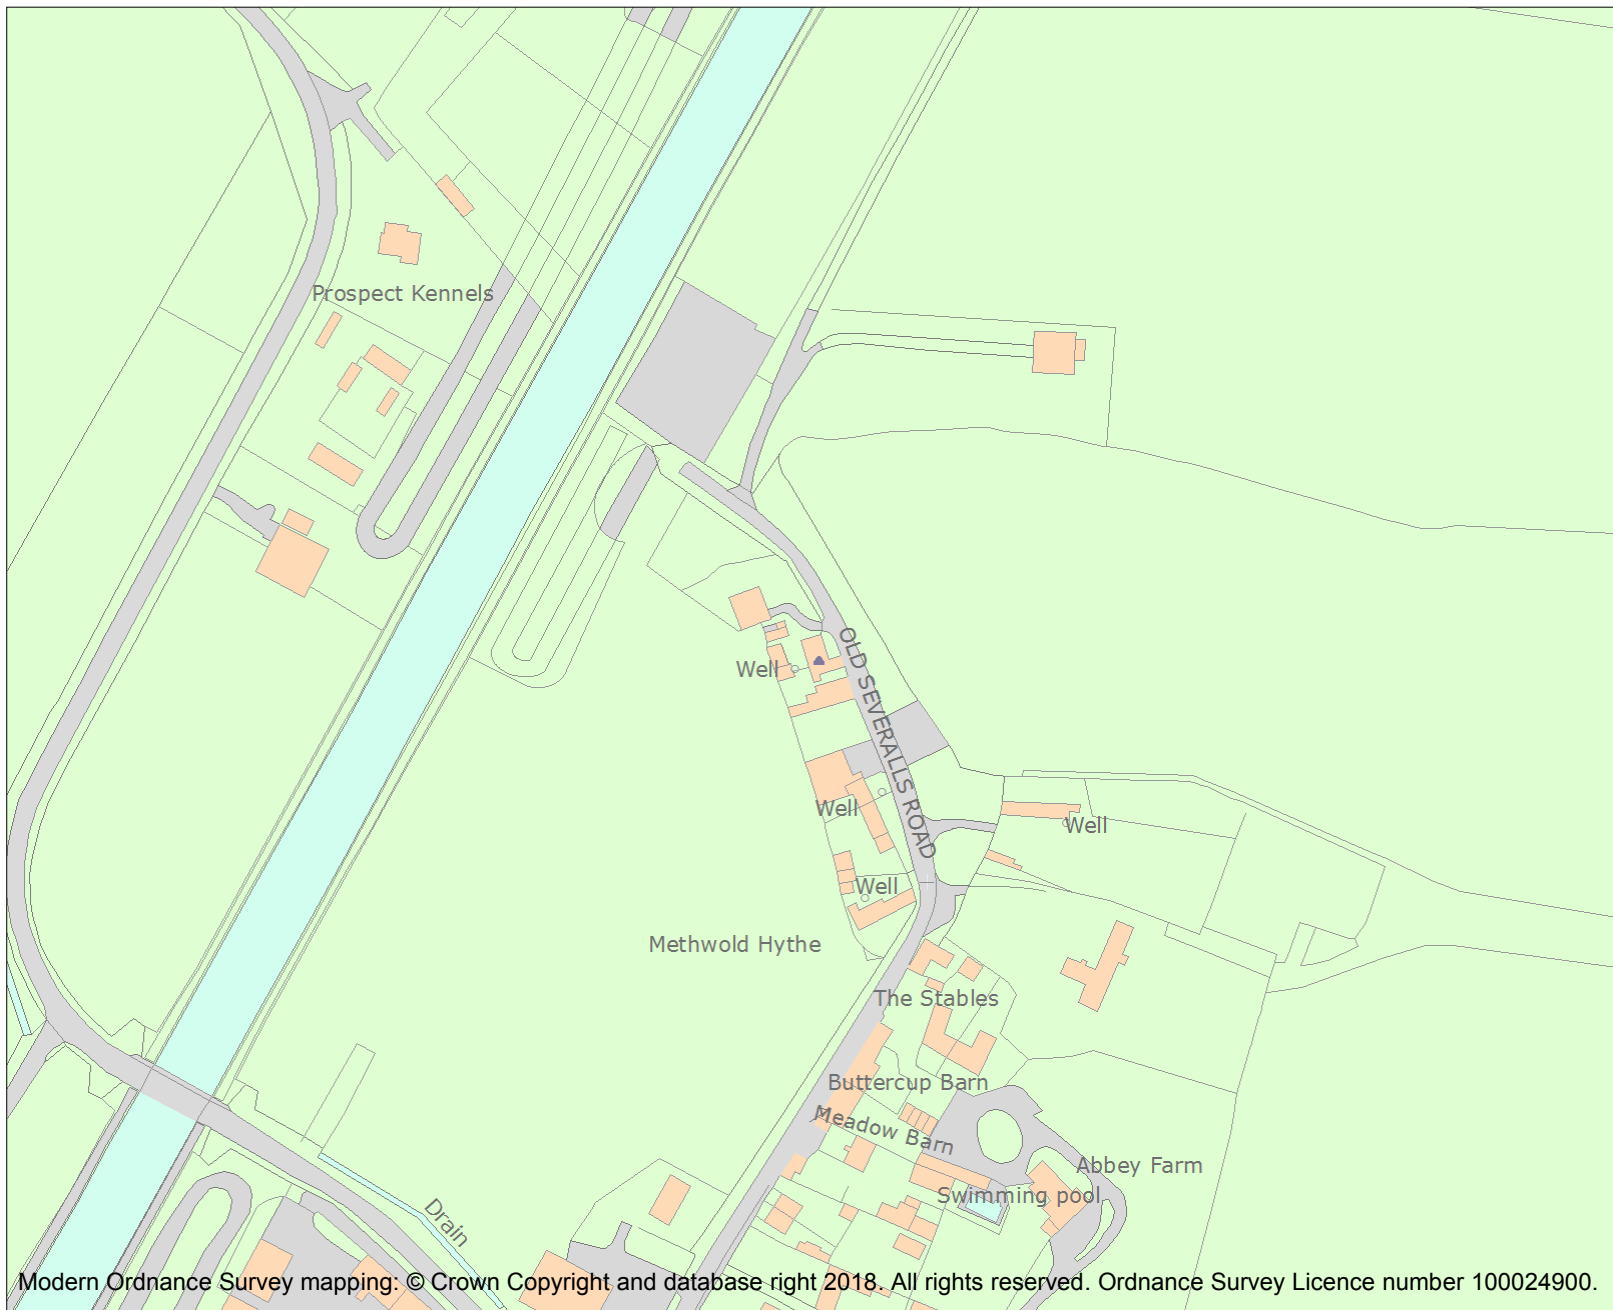 Prospect Kennels
OLD SEVERALLS ROAD
Well
Well
Well
Well
Methwold Hythe
The Stables
Buttercup Barn
Meadow Barn
Abbey Farm
Swimming pool
Drain
Modern Ordnance Survey mapping: © Crown Copyright and database right 2018. All rights reserved. Ordnance Survey Licence number 100024900.